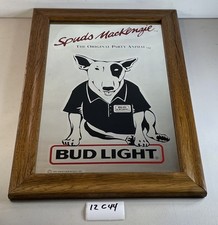 Spuds MacKenzie
THE ORIGINAL PARTY ANIMAL
BUD LIGHT
12 C44